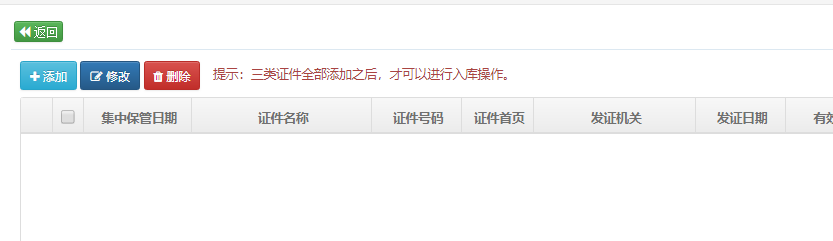 返回
添加 修改 删除 提示：三类证件全部添加之后，才可以进行入库操作。
集中保管日期 证件名称 证件号码 证件首页 发证机关 发证日期 有效